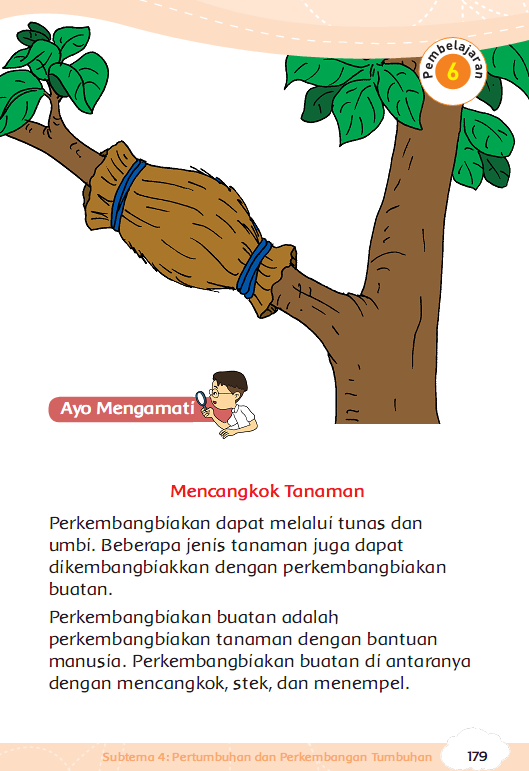 Pembelajaran
6
Ayo Mengamati
Mencangkok Tanaman
Perkembangbiakan dapat melalui tunas dan
umbi. Beberapa jenis tanaman juga dapat
dikembangbiakkan dengan perkembangbiakan
buatan.
Perkembangbiakan buatan adalah
perkembangbiakan tanaman dengan bantuan
manusia. Perkembangbiakan buatan di antaranya
dengan mencangkok, stek, dan menempel.
Subtema 4: Pertumbuhan dan Perkembangan Tumbuhan
179